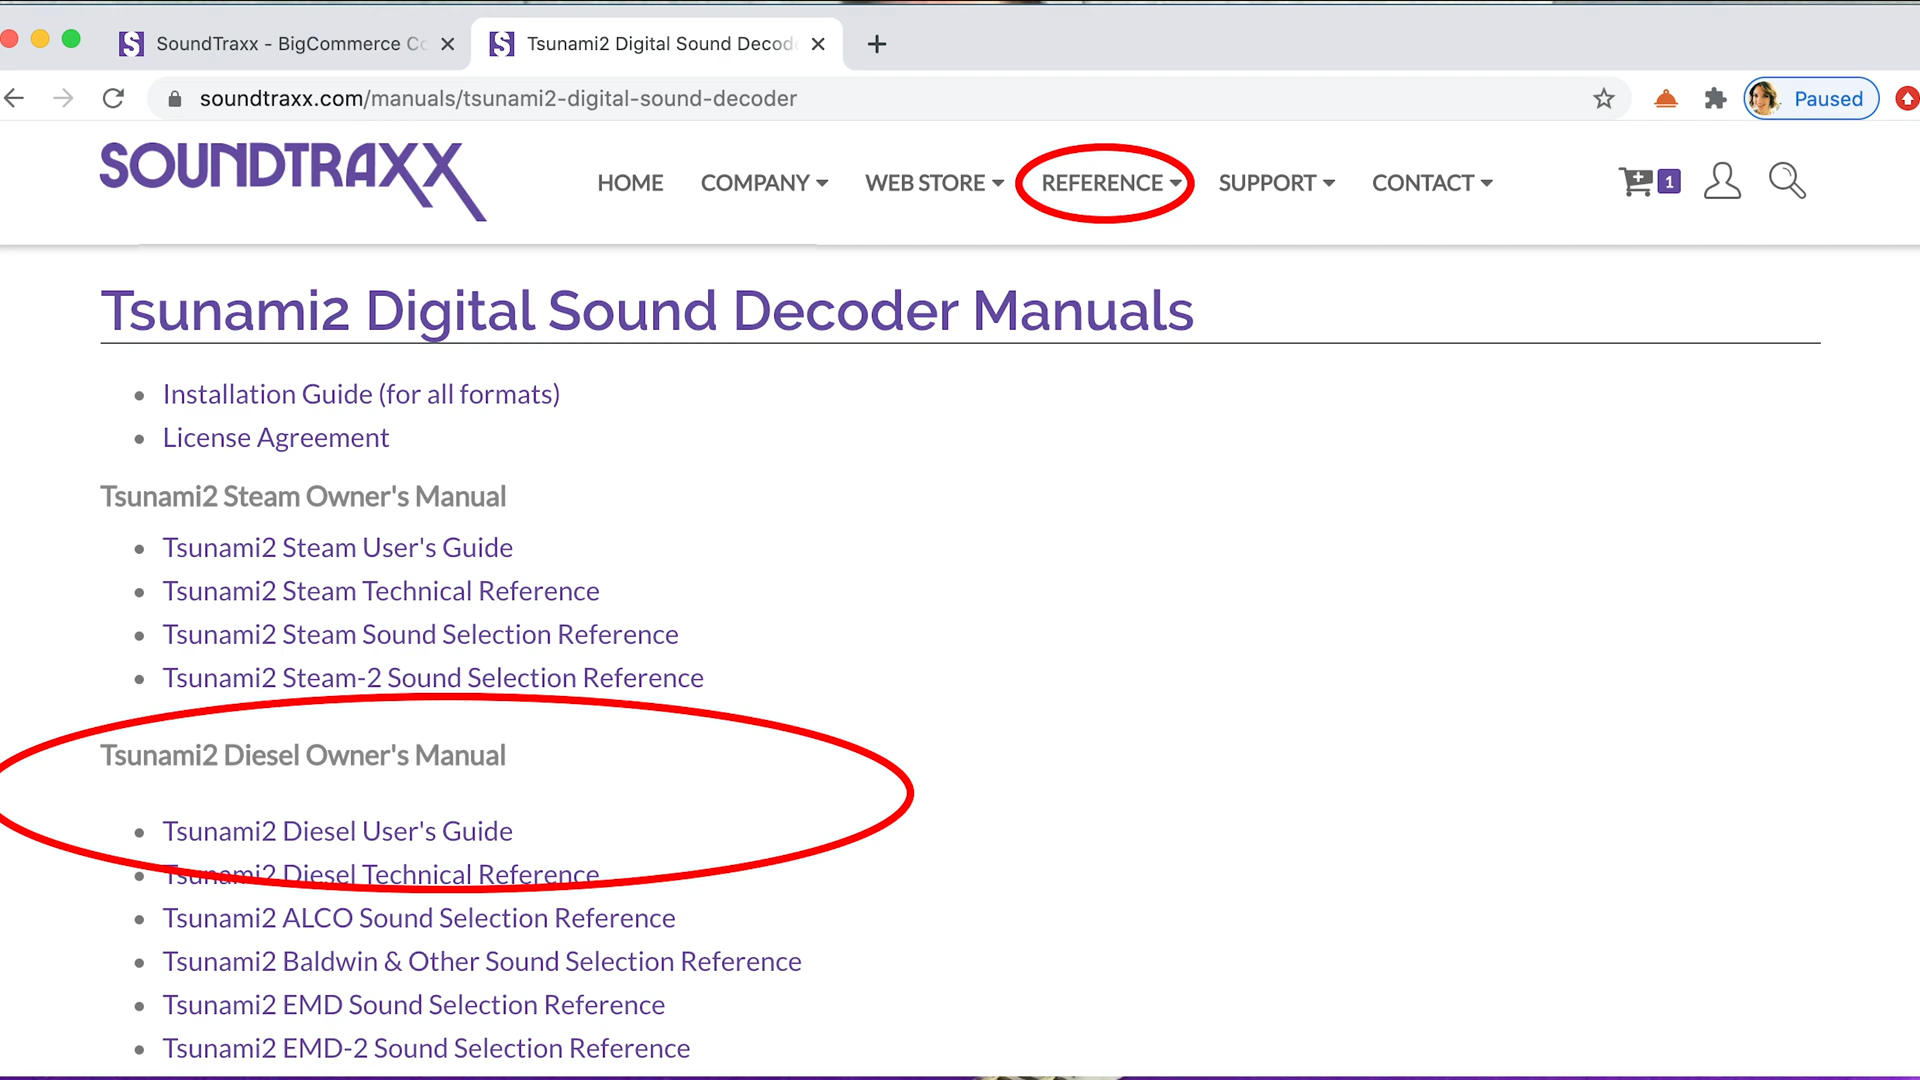 SoundTraxx - BigCommerce Co
Tsunami2 Digital Sound Decod
soundtraxx.com/manuals/tsunami2-digital-sound-decoder
Paused
SOUNDTRAXX
HOME
COMPANY
WEB STORE
REFERENCE
SUPPORT
CONTACT
1
Tsunami2 Digital Sound Decoder Manuals
Installation Guide (for all formats)
License Agreement
Tsunami2 Steam Owner's Manual
Tsunami2 Steam User's Guide
Tsunami2 Steam Technical Reference
Tsunami2 Steam Sound Selection Reference
Tsunami2 Steam-2 Sound Selection Reference
Tsunami2 Diesel Owner's Manual
Tsunami2 Diesel User's Guide
Tsunami2 Diesel Technical Reference
Tsunami2 ALCO Sound Selection Reference
Tsunami2 Baldwin & Other Sound Selection Reference
Tsunami2 EMD Sound Selection Reference
Tsunami2 EMD-2 Sound Selection Reference